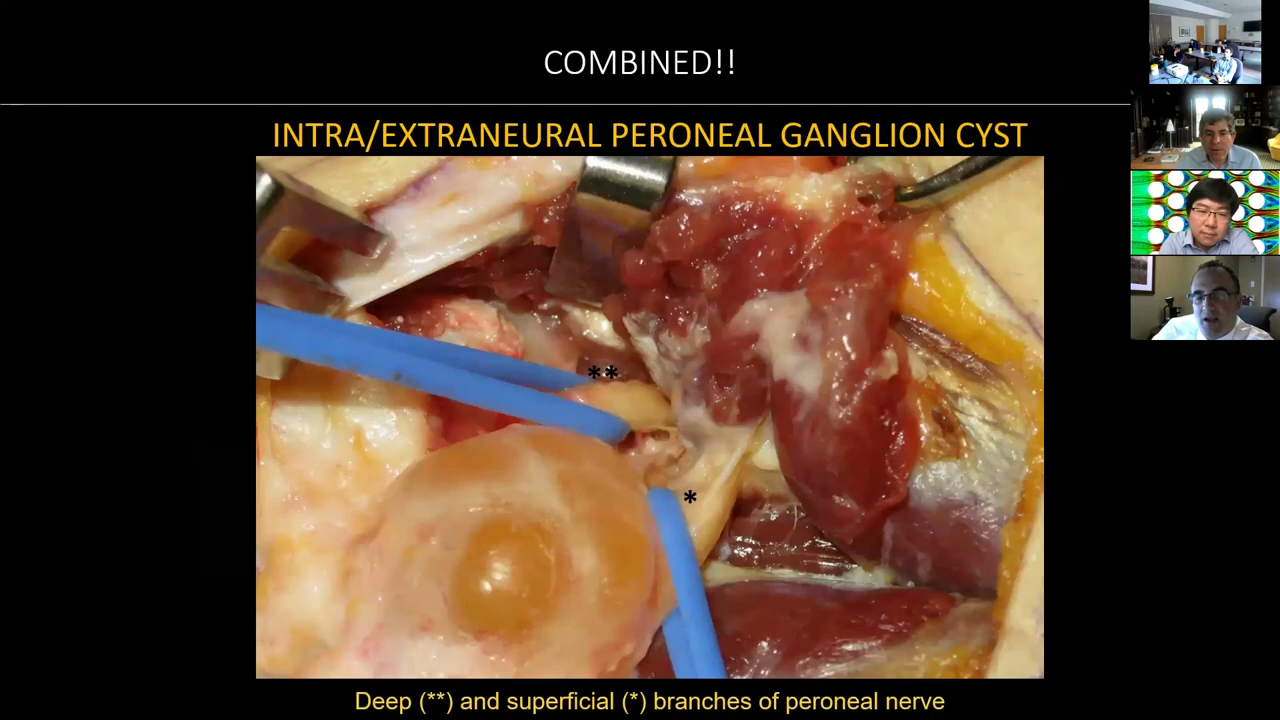 COMBINED!!
INTRA/EXTRANEURAL PERONEAL GANGLION CYST
**
*
Deep (**) and superficial (*) branches of peroneal nerve